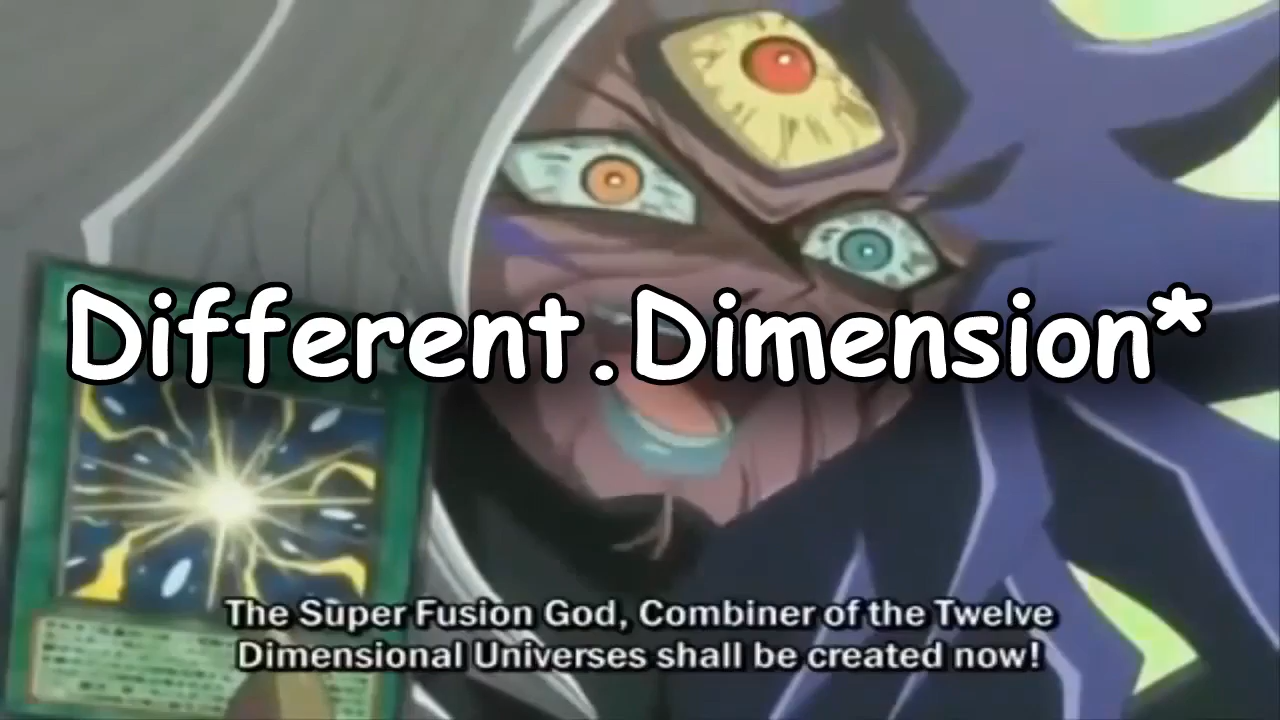 Different.Dimension*
The Super Fusion God, Combiner of the Twelve
Dimensional Universes shall be created now!